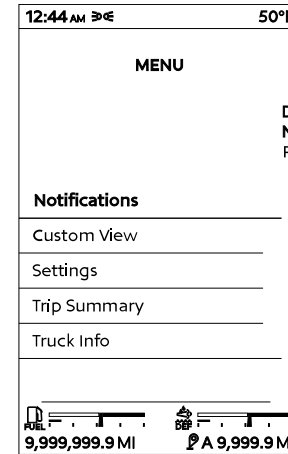 12:44 AM 50°F
MENU
D
N
Notifications
Custom View
Settings
Trip Summary
Truck Info
FUEL DEF
9,999,999.9 MI A 9,999.9 M